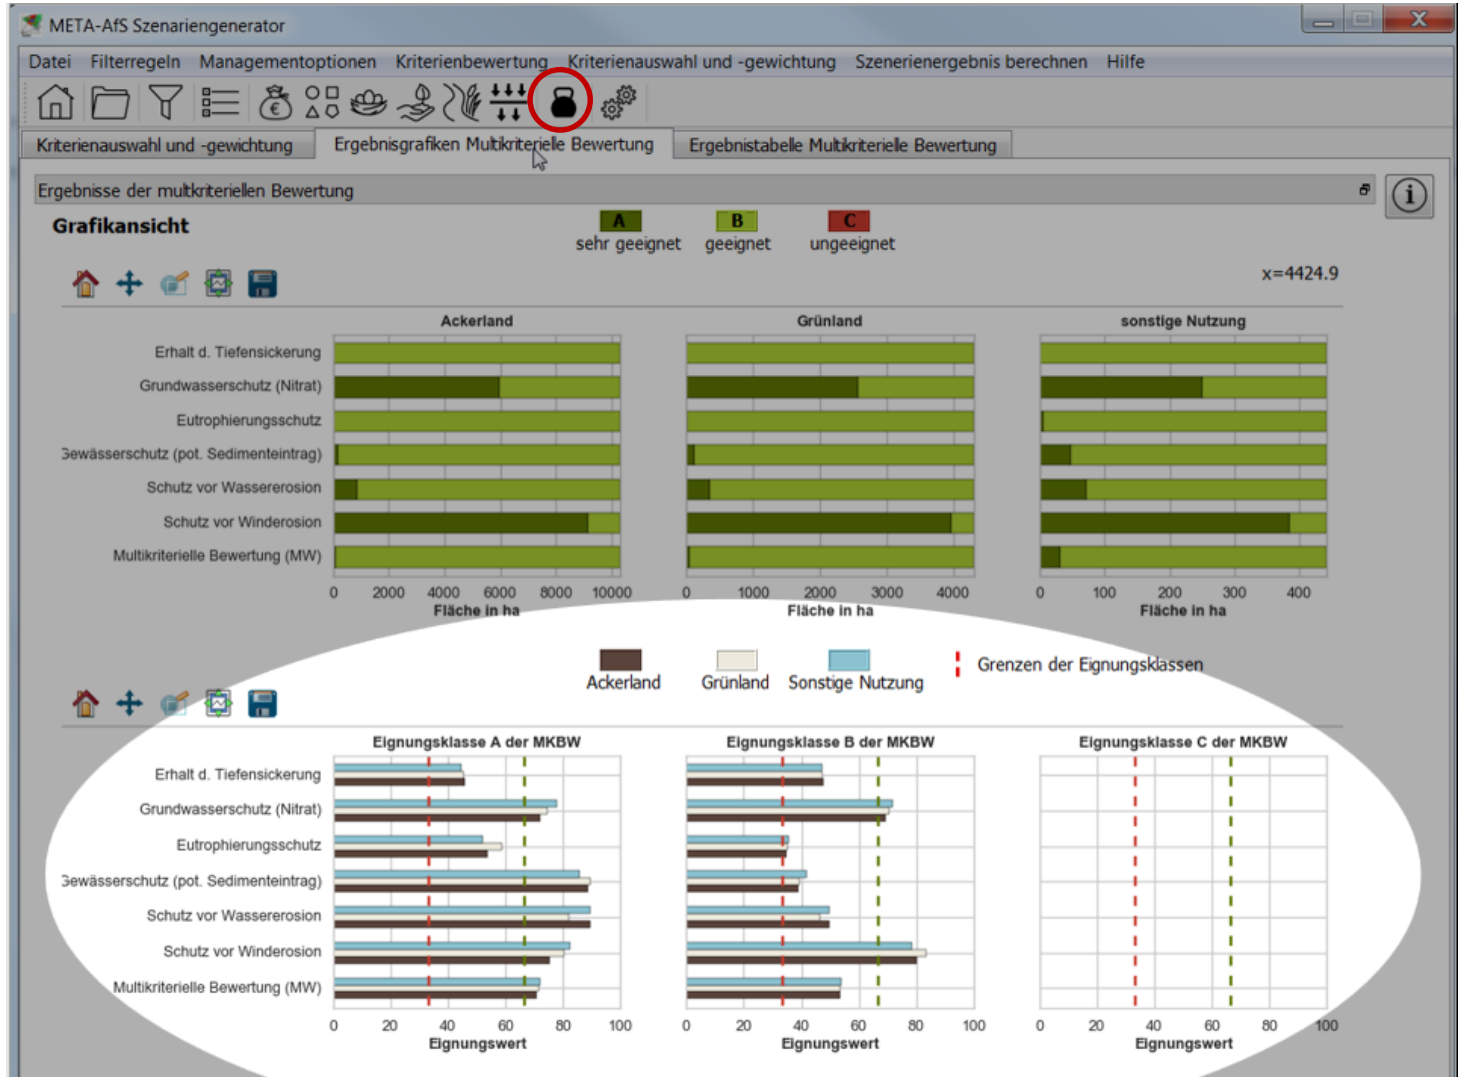 META-AfS Szenariengenerator
X
Datei Filterregeln Managementoptionen Kriterienbewertung Kriterienauswahl und -gewichtung Szenerienergebnis berechnen Hilfe
€
Kriterienauswahl und -gewichtung Ergebnisgrafiken Multikriterielle Bewertung Ergebnistabelle Multikriterielle Bewertung
Ergebnisse der multkriteriellen Bewertung
i
Grafikansicht
A B C
sehr geeignet geeignet ungeeignet
x=4424.9
Ackerland Grünland sonstige Nutzung
Erhalt d. Tiefensickerung
Grundwasserschutz (Nitrat)
Eutrophierungsschutz
Gewässerschutz (pot. Sedimenteintrag)
Schutz vor Wassererosion
Schutz vor Winderosion
Multikriterielle Bewertung (MW)
0 2000 4000 6000 8000 10000 0 1000 2000 3000 4000 0 100 200 300 400
Fläche in ha Fläche in ha Fläche in ha
Ackerland Grünland Sonstige Nutzung Grenzen der Eignungsklassen
Eignungsklasse A der MKBW Eignungsklasse B der MKBW Eignungsklasse C der MKBW
Erhalt d. Tiefensickerung
Grundwasserschutz (Nitrat)
Eutrophierungsschutz
Gewässerschutz (pot. Sedimenteintrag)
Schutz vor Wassererosion
Schutz vor Winderosion
Multikriterielle Bewertung (MW)
0 20 40 60 80 100 0 20 40 60 80 100 0 20 40 60 80 100
Eignungswert Eignungswert Eignungswert